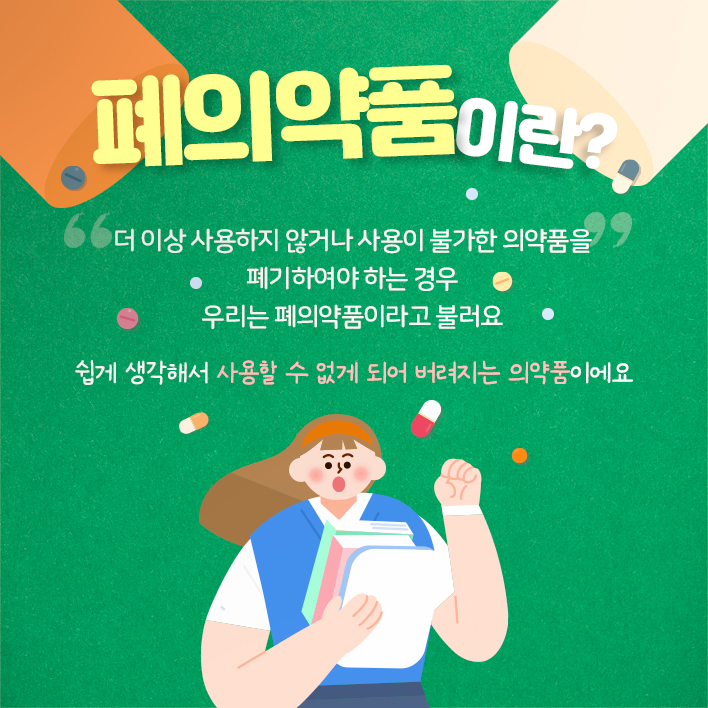 폐의약품이란?
“더 이상 사용하지 않거나 사용이 불가한 의약품을”
폐기하여야 하는 경우
우리는 폐의약품이라고 불러요
쉽게 생각해서 사용할 수 없게 되어 버려지는 의약품이에요